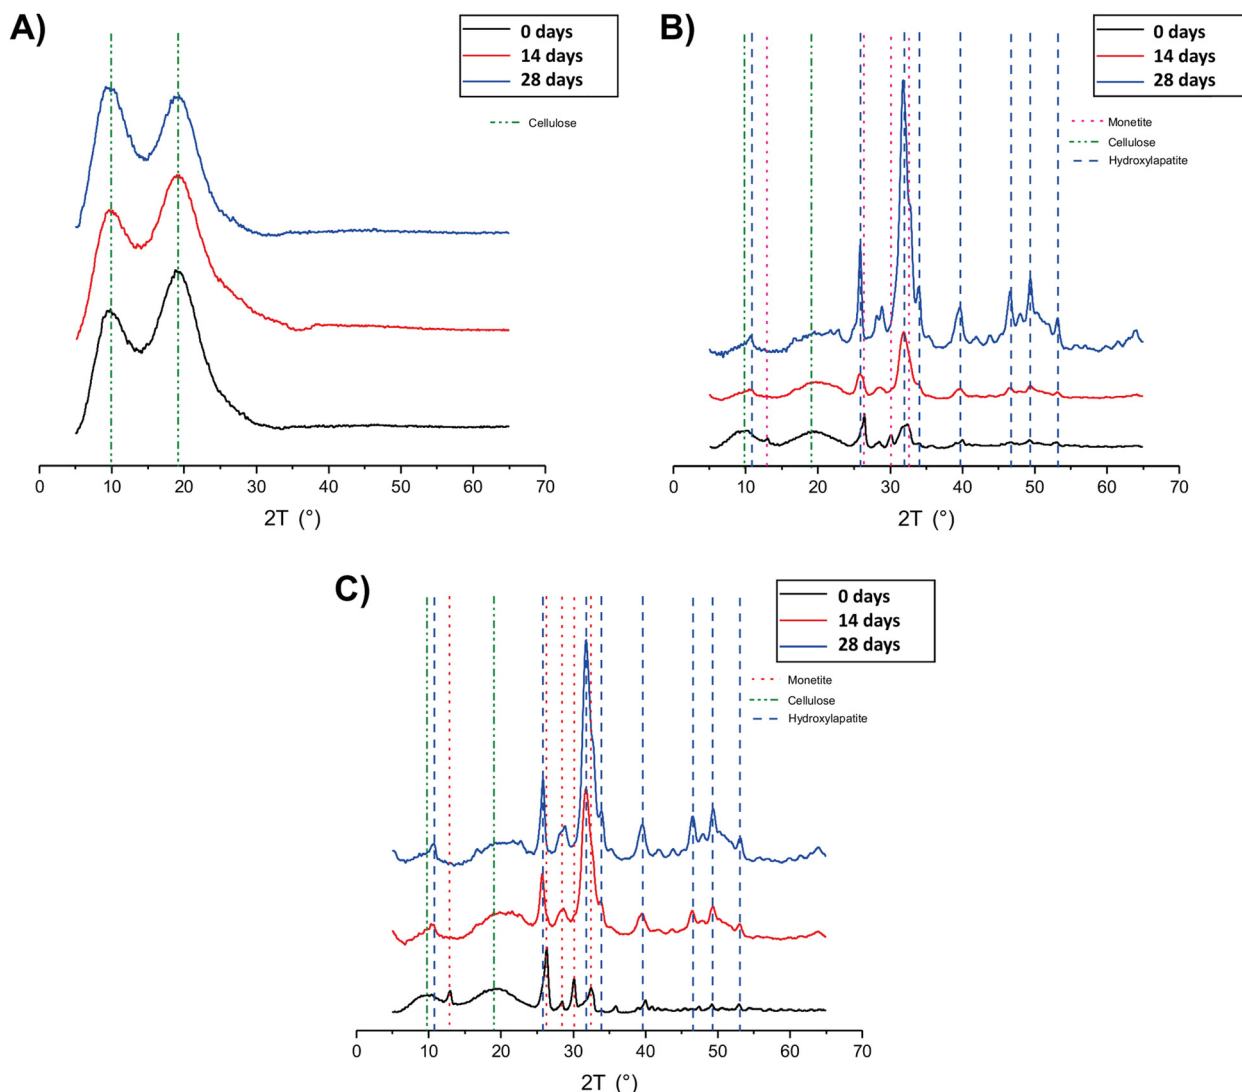 A)
0 days
14 days
28 days
Cellulose
0 10 20 30 40 50 60 70
2T (°)
B)
0 days
14 days
28 days
Monetite
Cellulose
Hydroxylapatite
0 10 20 30 40 50 60 70
2T (°)
C)
0 days
14 days
28 days
Monetite
Cellulose
Hydroxylapatite
0 10 20 30 40 50 60 70
2T (°)